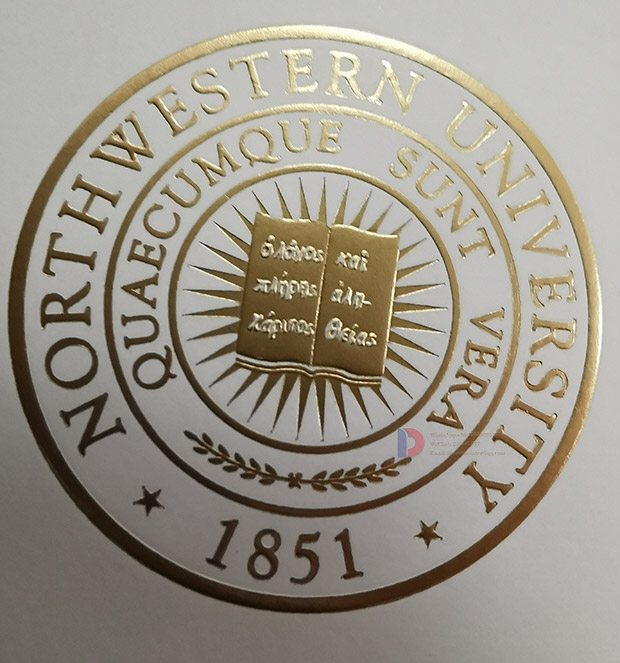 NORTHWESTERN UNIVERSITY
QUAECUMQUE SUNT VERA
ὁ λόγος
πλήρης
χάριτος
καὶ
ἀλη-
θείας
1851